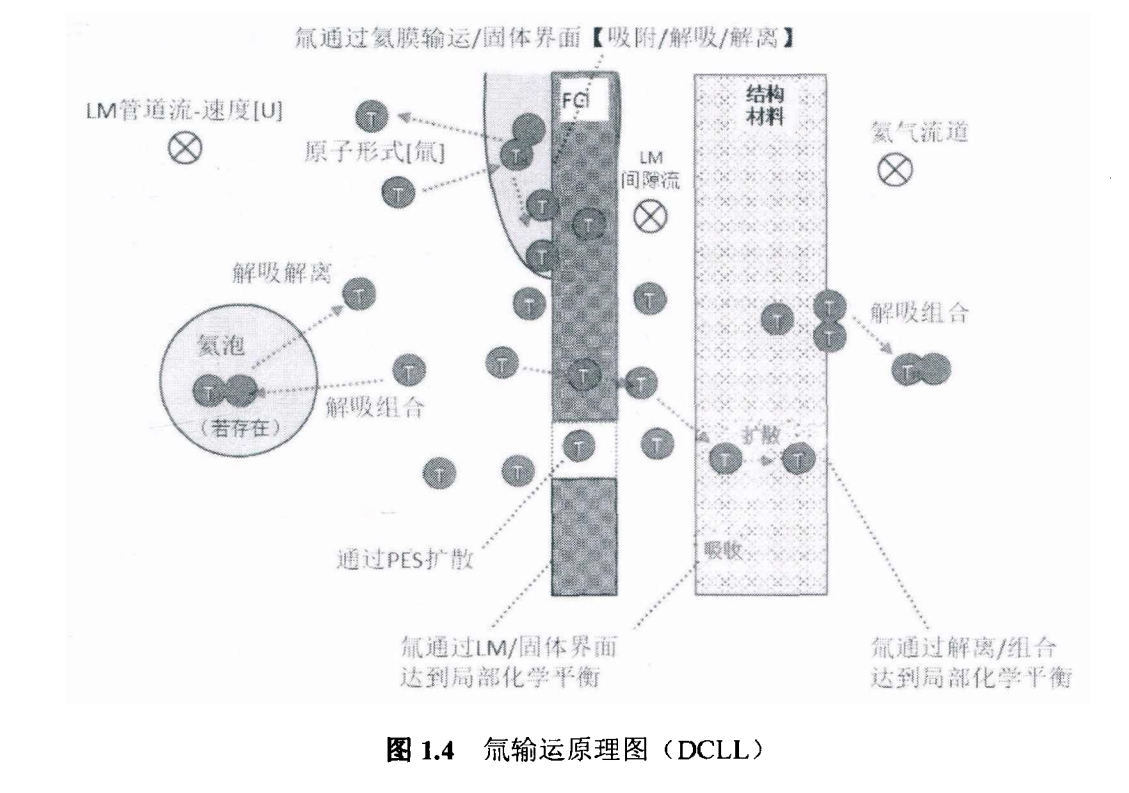 氚通过氦膜输运/固体界面【吸附/解吸/解离】
LM管道流-速度[U]
FCI
结构
材料
氦气流道
T
原子形式[氚]
T
LM
间隙流
T
T
T
T
解吸解离
T
T
T
T
T
解吸组合
氦泡
T
T
T
T
T
T
T
解吸组合
（若存在）
扩散
T
T
T
T
T
T
通过PES扩散
吸收
氚通过LM/固体界面
达到局部化学平衡
氚通过解离/组合
达到局部化学平衡
图 1.4 氚输运原理图（DCLL）